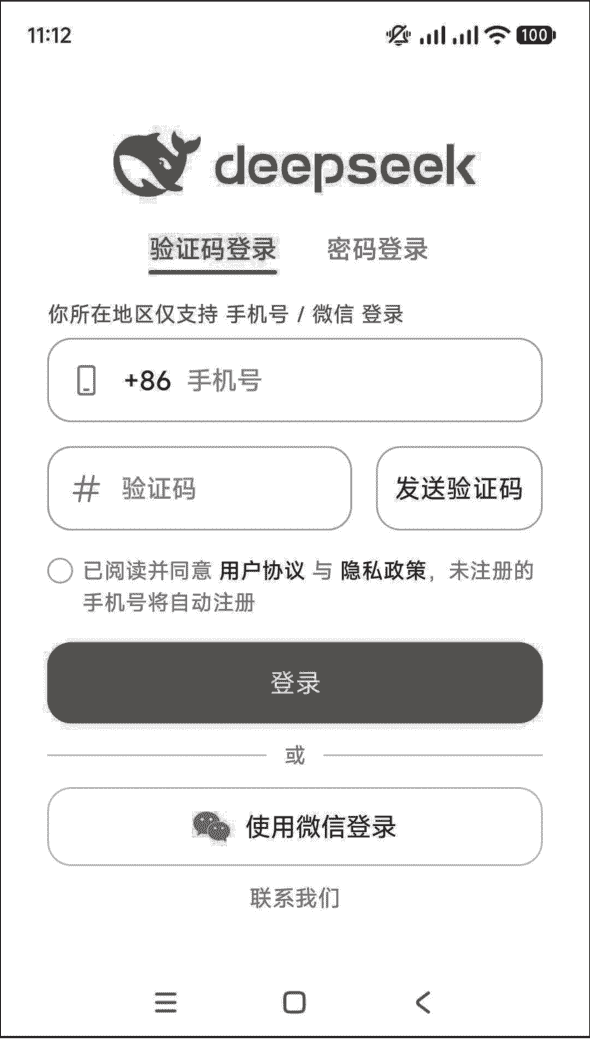 11:12
100
deepseek
验证码登录 密码登录
你所在地区仅支持 手机号 / 微信 登录
+86 手机号
# 验证码 发送验证码
已阅读并同意 用户协议 与 隐私政策，未注册的
手机号将自动注册
登录
或
使用微信登录
联系我们